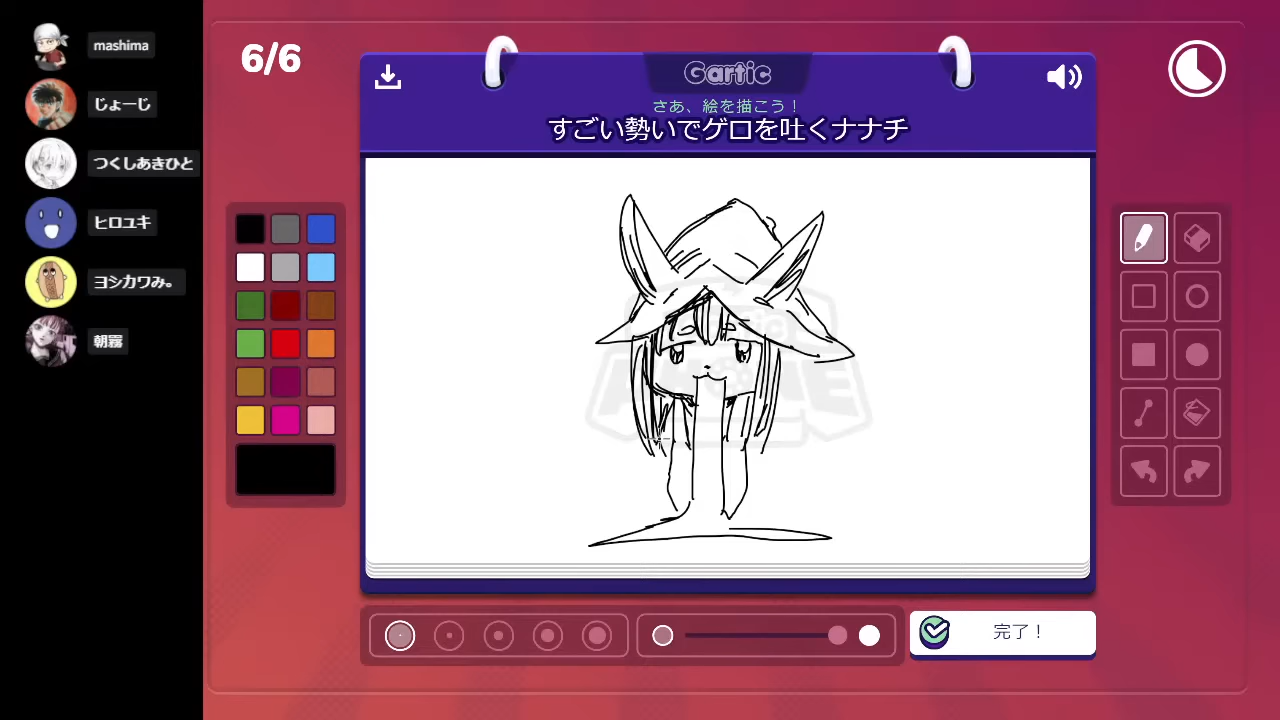 mashima
じょーじ
つくしあきひと
ヒロユキ
ヨシカワみ。
朝霧
6/6
Gartic
さあ、絵を描こう！
すごい勢いでゲロを吐くナナチ
完了！